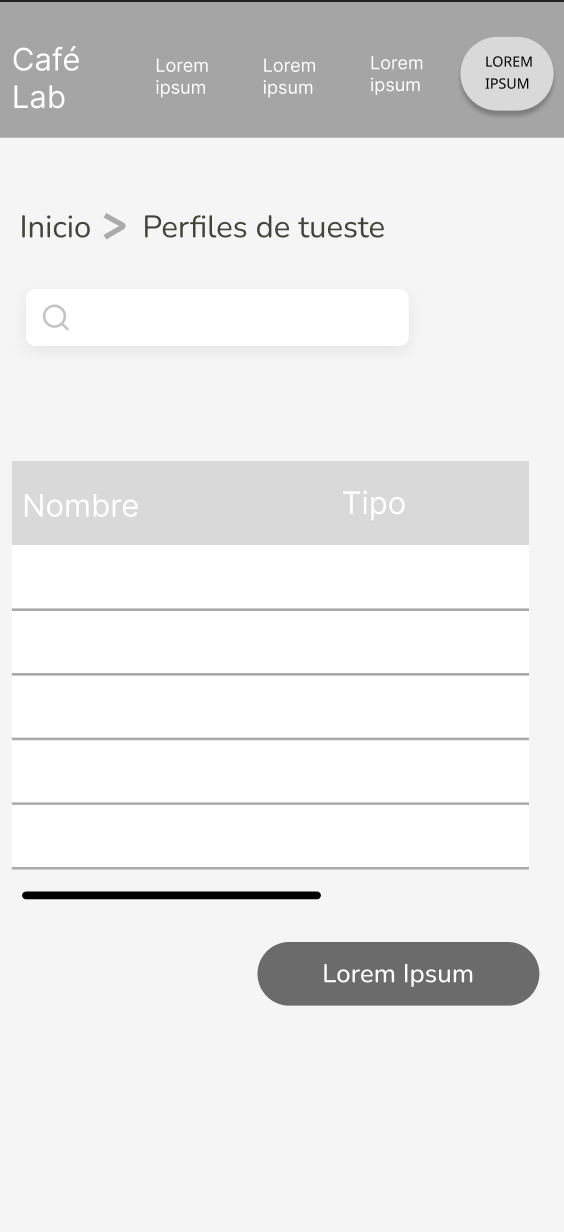 Café
Lab
Lorem
ipsum
Lorem
ipsum
Lorem
ipsum
LOREM
IPSUM
Inicio > Perfiles de tueste
Nombre Tipo
Lorem Ipsum